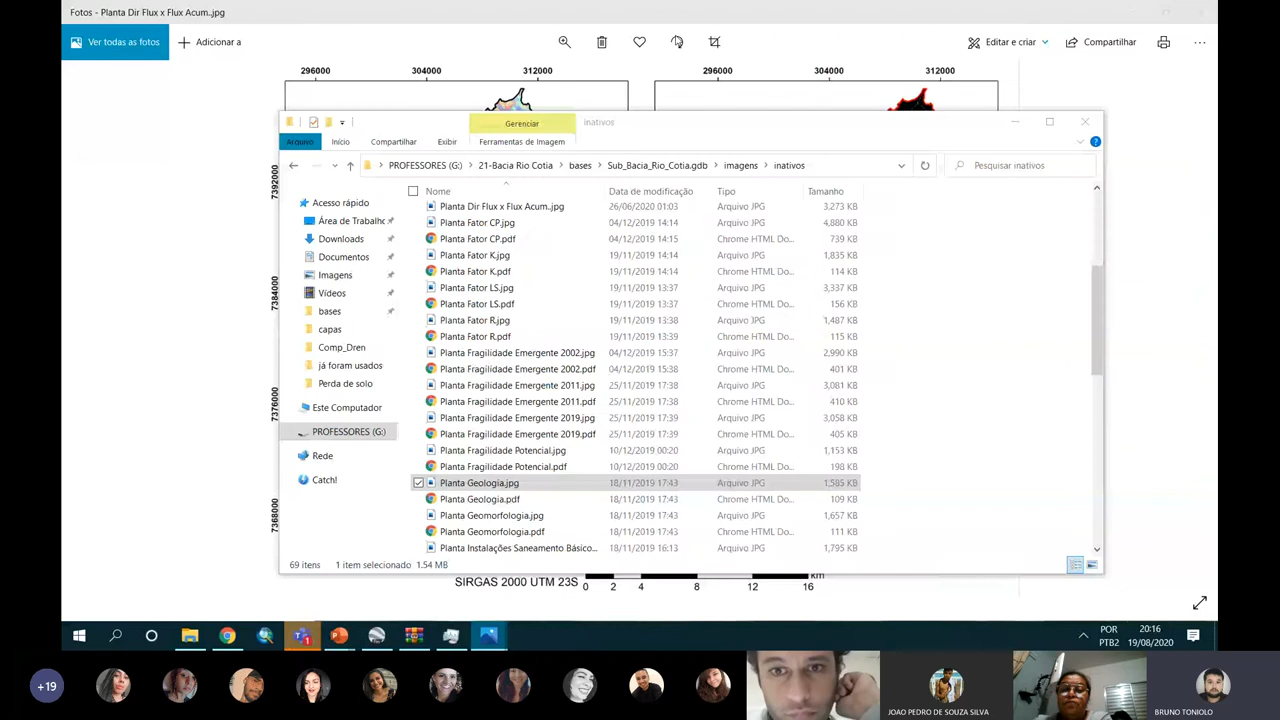 Fotos - Planta Dir Flux x Flux Acum..jpg
Ver todas as fotos
Adicionar a
Editar e criar
Compartilhar
296000 304000 312000
296000 304000 312000
7392000
7384000
7376000
7368000
Gerenciar
inativos
Arquivo Início Compartilhar Exibir Ferramentas de Imagem
PROFESSORES (G:) 21-Bacia Rio Cotia bases Sub_Bacia_Rio_Cotia.gdb imagens inativos
Pesquisar inativos
Acesso rápido
Área de Trabalho
Downloads
Documentos
Imagens
Vídeos
bases
capas
Comp_Dren
já foram usados
Perda de solo
Este Computador
PROFESSORES (G:)
Rede
Catch!
Nome Data de modificação Tipo Tamanho
Planta Dir Flux x Flux Acum..jpg 26/06/2020 01:03 Arquivo JPG 3,273 KB
Planta Fator CP.jpg 04/12/2019 14:14 Arquivo JPG 4,880 KB
Planta Fator CP.pdf 04/12/2019 14:15 Chrome HTML Do... 739 KB
Planta Fator K.jpg 19/11/2019 14:14 Arquivo JPG 1,835 KB
Planta Fator K.pdf 19/11/2019 14:14 Chrome HTML Do... 114 KB
Planta Fator LS.jpg 19/11/2019 13:37 Arquivo JPG 3,337 KB
Planta Fator LS.pdf 19/11/2019 13:37 Chrome HTML Do... 156 KB
Planta Fator R.jpg 19/11/2019 13:38 Arquivo JPG 1,487 KB
Planta Fator R.pdf 19/11/2019 13:39 Chrome HTML Do... 115 KB
Planta Fragilidade Emergente 2002.jpg 04/12/2019 15:37 Arquivo JPG 2,990 KB
Planta Fragilidade Emergente 2002.pdf 04/12/2019 15:38 Chrome HTML Do... 401 KB
Planta Fragilidade Emergente 2011.jpg 25/11/2019 17:38 Arquivo JPG 3,081 KB
Planta Fragilidade Emergente 2011.pdf 25/11/2019 17:38 Chrome HTML Do... 410 KB
Planta Fragilidade Emergente 2019.jpg 25/11/2019 17:39 Arquivo JPG 3,058 KB
Planta Fragilidade Emergente 2019.pdf 25/11/2019 17:39 Chrome HTML Do... 405 KB
Planta Fragilidade Potencial.jpg 10/12/2019 00:20 Arquivo JPG 1,153 KB
Planta Fragilidade Potencial.pdf 10/12/2019 00:20 Chrome HTML Do... 198 KB
Planta Geologia.jpg 18/11/2019 17:43 Arquivo JPG 1,585 KB
Planta Geologia.pdf 18/11/2019 17:43 Chrome HTML Do... 109 KB
Planta Geomorfologia.jpg 18/11/2019 17:43 Arquivo JPG 1,657 KB
Planta Geomorfologia.pdf 18/11/2019 17:43 Chrome HTML Do... 111 KB
Planta Instalações Saneamento Básico... 18/11/2019 16:13 Arquivo JPG 1,795 KB
69 itens 1 item selecionado 1.54 MB
SIRGAS 2000 UTM 23S
0 2 4 8 12 16
Km
POR
PTB2
20:16
19/08/2020
+19
JOAO PEDRO DE SOUZA SILVA
BRUNO TONIOLO